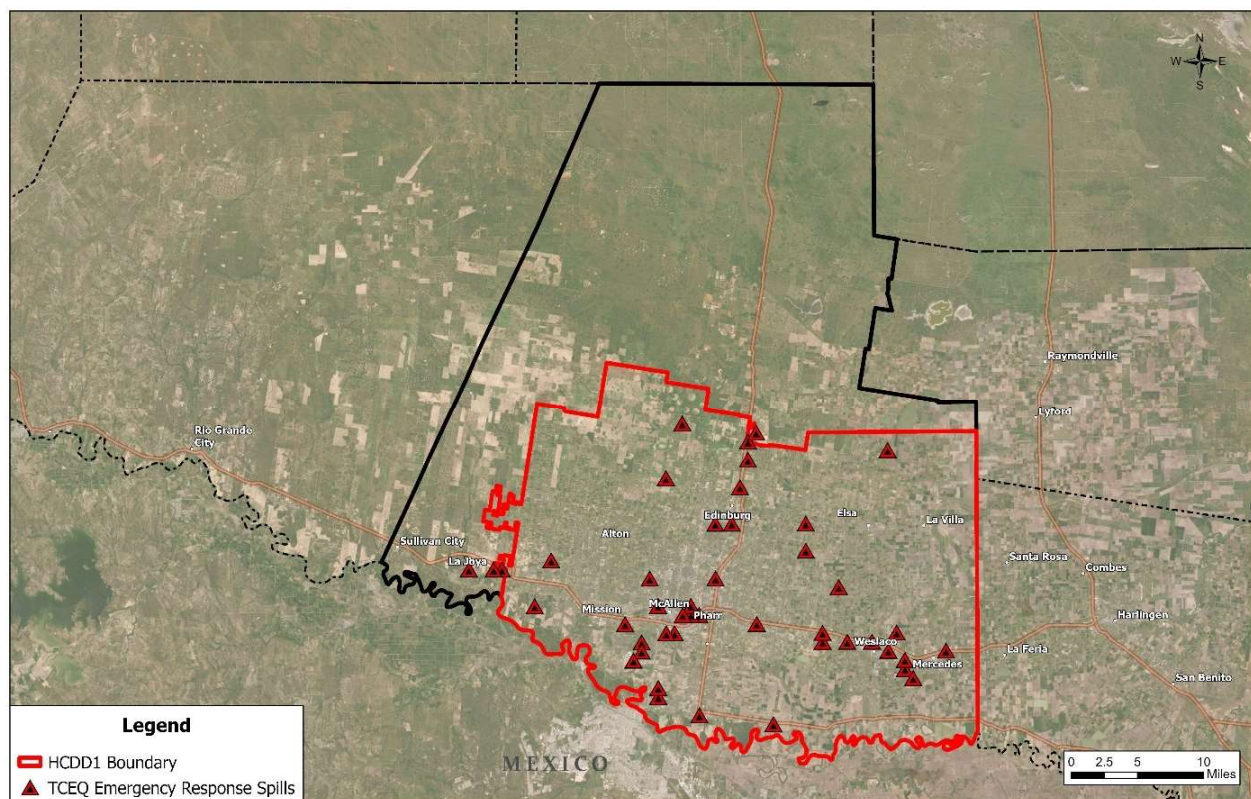 N
W E
S
Raymondville
Lyford
Rio Grande
City
Edinburg
Elsa
La Villa
Alton
Sullivan City
La Joya
Santa Rosa
Combes
Mission
McAllen
Pharr
Harlingen
Weslaco
La Feria
Mercedes
San Benito
MEXICO
Legend
HCDD1 Boundary
TCEQ Emergency Response Spills
0 2.5 5 10
Miles